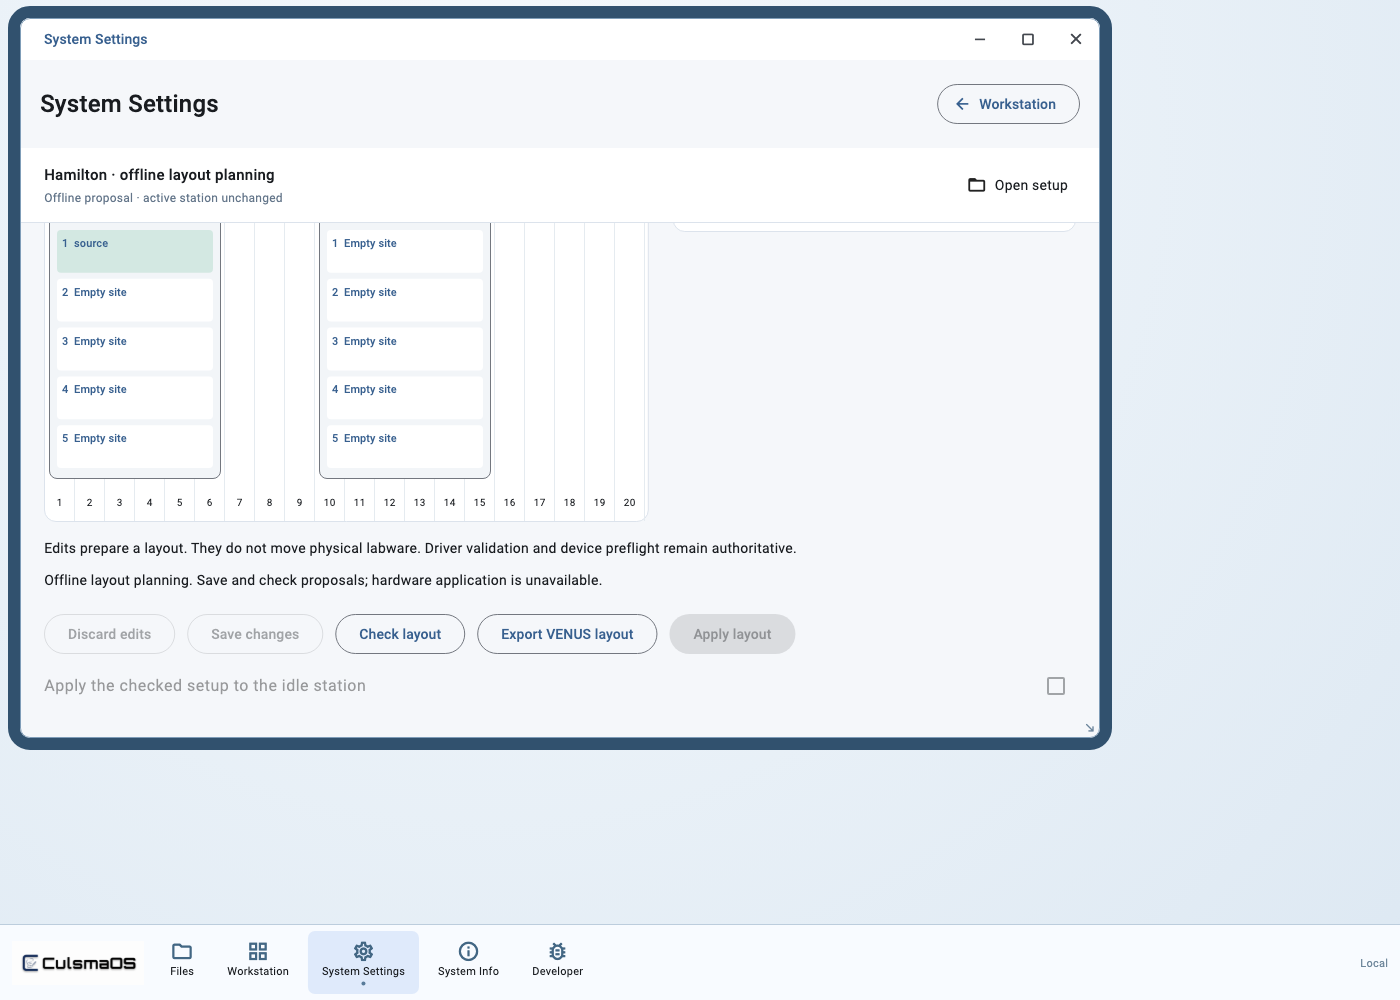 System Settings
System Settings
Workstation
Hamilton · offline layout planning
Offline proposal · active station unchanged
Open setup
1 source
2 Empty site
3 Empty site
4 Empty site
5 Empty site
1 Empty site
2 Empty site
3 Empty site
4 Empty site
5 Empty site
1 2 3 4 5 6 7 8 9 10 11 12 13 14 15 16 17 18 19 20
Edits prepare a layout. They do not move physical labware. Driver validation and device preflight remain authoritative.
Offline layout planning. Save and check proposals; hardware application is unavailable.
Discard edits Save changes Check layout Export VENUS layout Apply layout
Apply the checked setup to the idle station
CulsmaOS
Files Workstation System Settings System Info Developer
Local